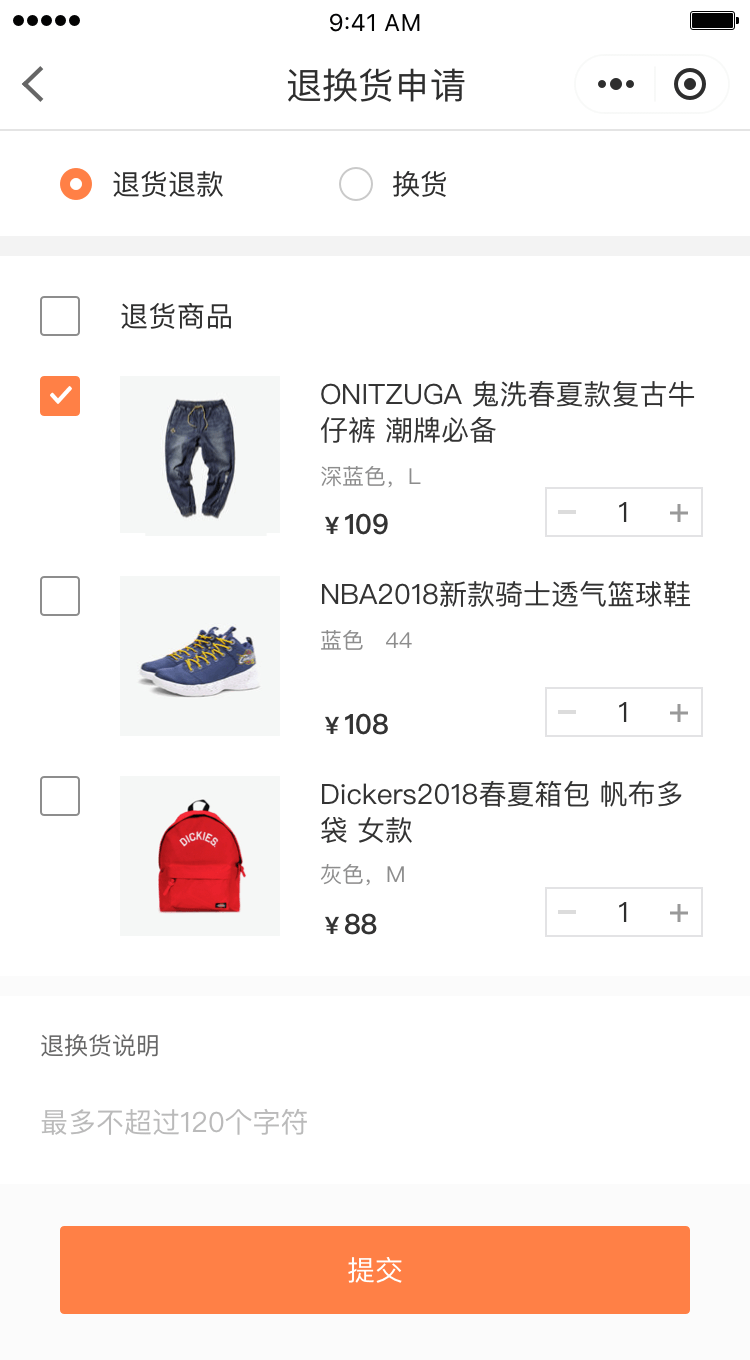 9:41 AM
退换货申请
退货退款
换货
退货商品
ONITZUGA 鬼洗春夏款复古牛
仔裤 潮牌必备
深蓝色，L
¥109
1
NBA2018新款骑士透气篮球鞋
蓝色 44
¥108
1
DICKIES
Dickers2018春夏箱包 帆布多
袋 女款
灰色，M
¥88
1
退换货说明
最多不超过120个字符
提交